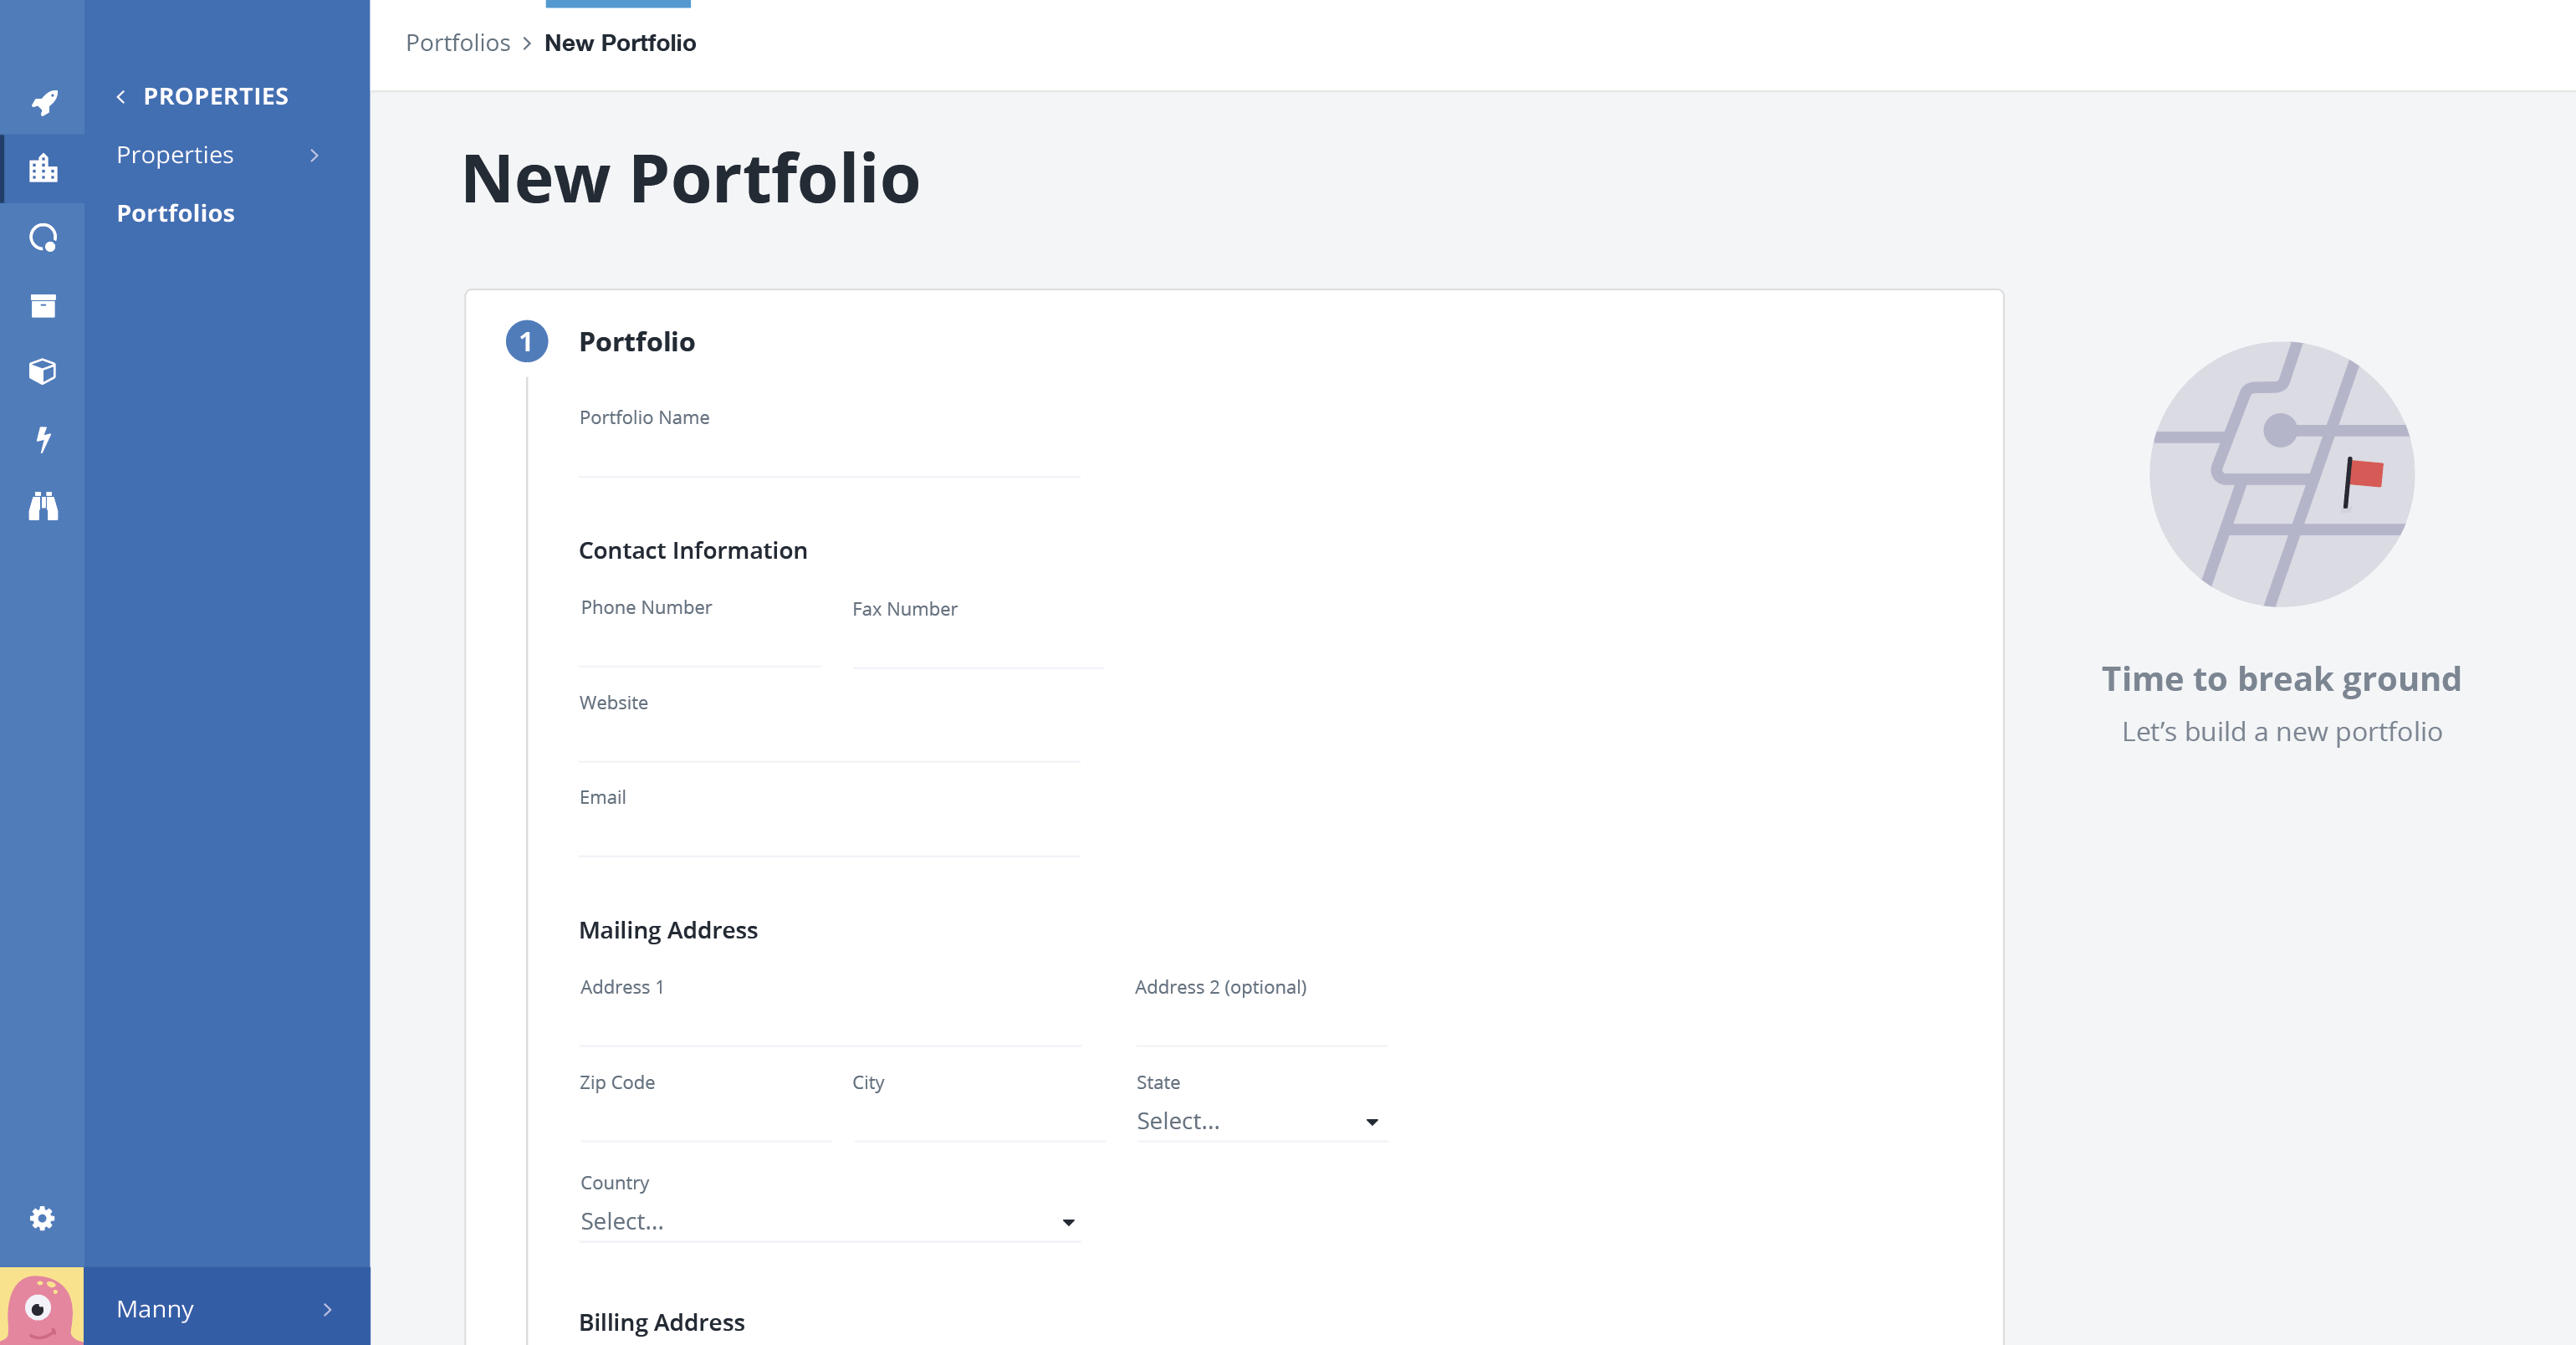 Portfolios > New Portfolio
PROPERTIES
Properties
Portfolios
New Portfolio
1 Portfolio
Portfolio Name
Contact Information
Phone Number Fax Number
Website
Email
Mailing Address
Address 1 Address 2 (optional)
Zip Code City State
Select...
Country
Select...
Billing Address
Time to break ground
Let’s build a new portfolio
Manny